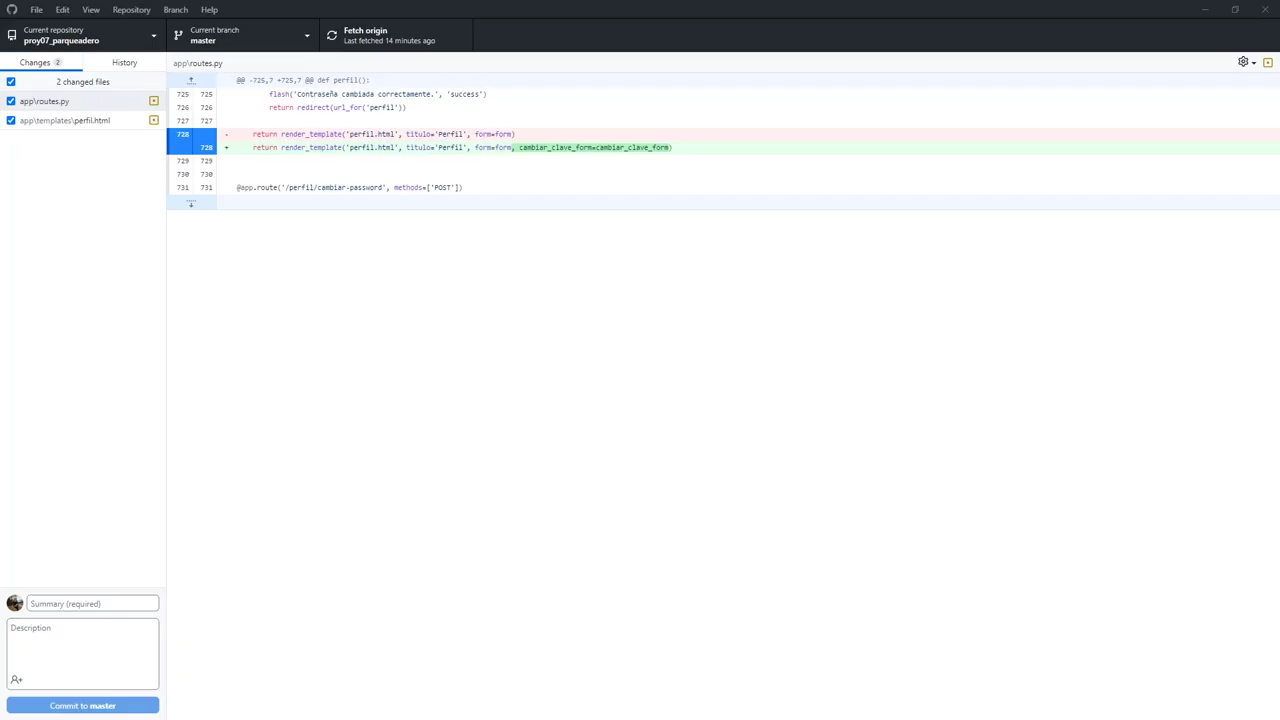 File Edit View Repository Branch Help
Current repository
proy07_parqueadero
Current branch
master
Fetch origin
Last fetched 14 minutes ago
Changes 2 History
2 changed files
app\routes.py
app\templates\perfil.html
app\routes.py
@@ -725,7 +725,7 @@ def perfil():
725 725 flash('Contraseña cambiada correctamente.', 'success')
726 726 return redirect(url_for('perfil'))
727 727
728 - return render_template('perfil.html', titulo='Perfil', form=form)
728 + return render_template('perfil.html', titulo='Perfil', form=form, cambiar_clave_form=cambiar_clave_form)
729 729
730 730
731 731 @app.route('/perfil/cambiar-password', methods=['POST'])
Summary (required)
Description
Commit to master